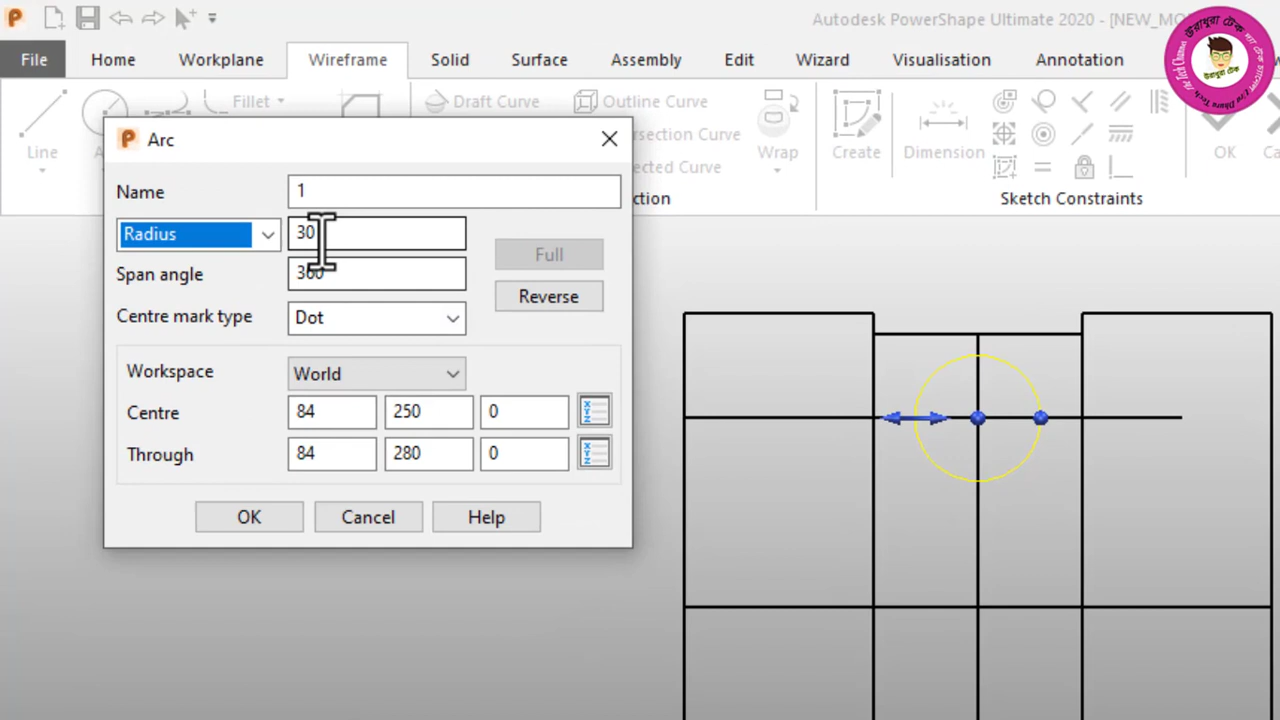 Autodesk PowerShape Ultimate 2020 - [NEW_MO
File Home Workplane Wireframe Solid Surface Assembly Edit Wizard Visualisation Annotation
Fillet Draft Curve Outline Curve
Line rsection Curve Wrap Create Dimension OK Ca
ected Curve
ction Sketch Constraints
Arc
Name 1
Radius 30
Full
Span angle 360
Reverse
Centre mark type Dot
Workspace World
Centre 84 250 0
Through 84 280 0
OK Cancel Help